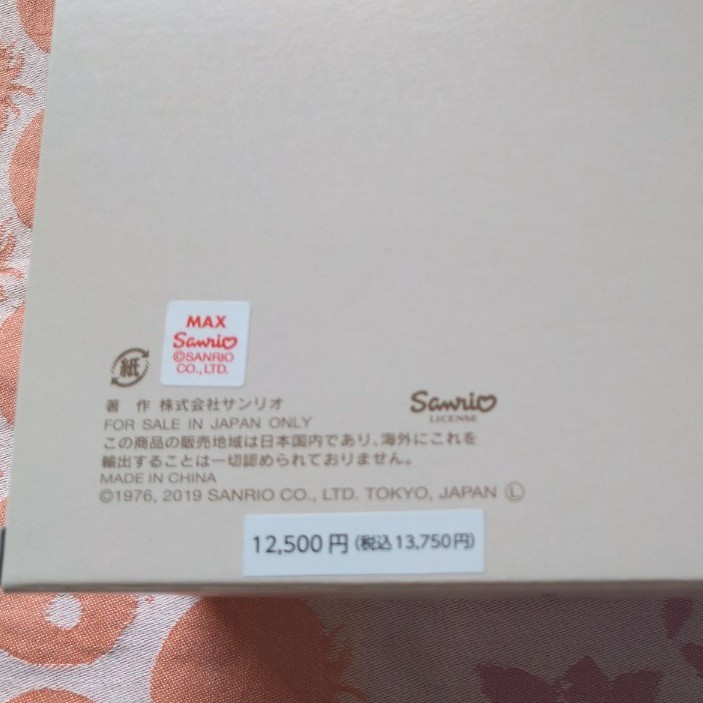 MAX
Sanrio
©SANRIO
CO., LTD.
紙
著 作 株式会社サンリオ
Sanrio
LICENSE
FOR SALE IN JAPAN ONLY
この商品の販売地域は日本国内であり、海外にこれを
輸出することは一切認められておりません。
MADE IN CHINA
©1976, 2019 SANRIO CO., LTD. TOKYO, JAPAN Ⓛ
12,500円(税込13,750円)